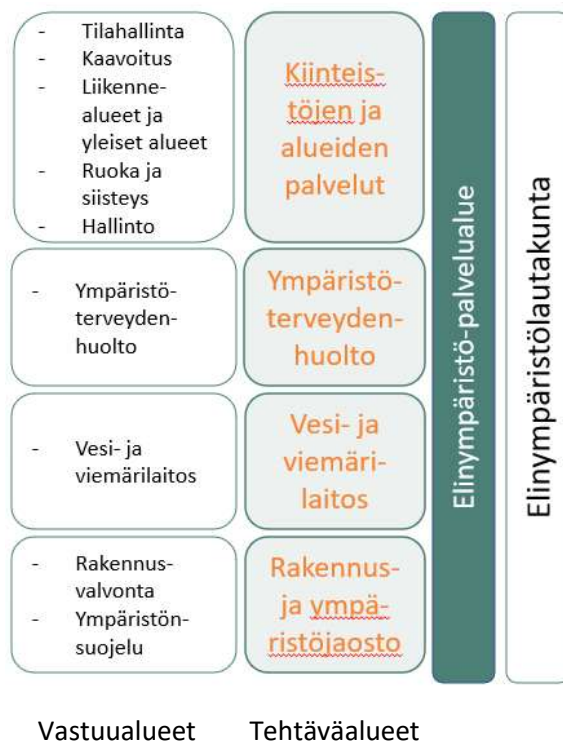 - Tilahallinta
- Kaavoitus
- Liikenne-
alueet ja
yleiset alueet
- Ruoka ja
siisteys
- Hallinto
Kiinteis-
töjen ja
alueiden
palvelut
- Ympäristö-
terveyden-
huolto
Ympäristö-
terveyden-
huolto
- Vesi- ja
viemärilaitos
Vesi- ja
viemäri-
laitos
- Rakennus-
valvonta
- Ympäristön-
suojelu
Rakennus-
ja ympä-
ristöjaosto
Elinympäristö-palvelualue
Elinympäristölautakunta
Vastuualueet
Tehtäväalueet